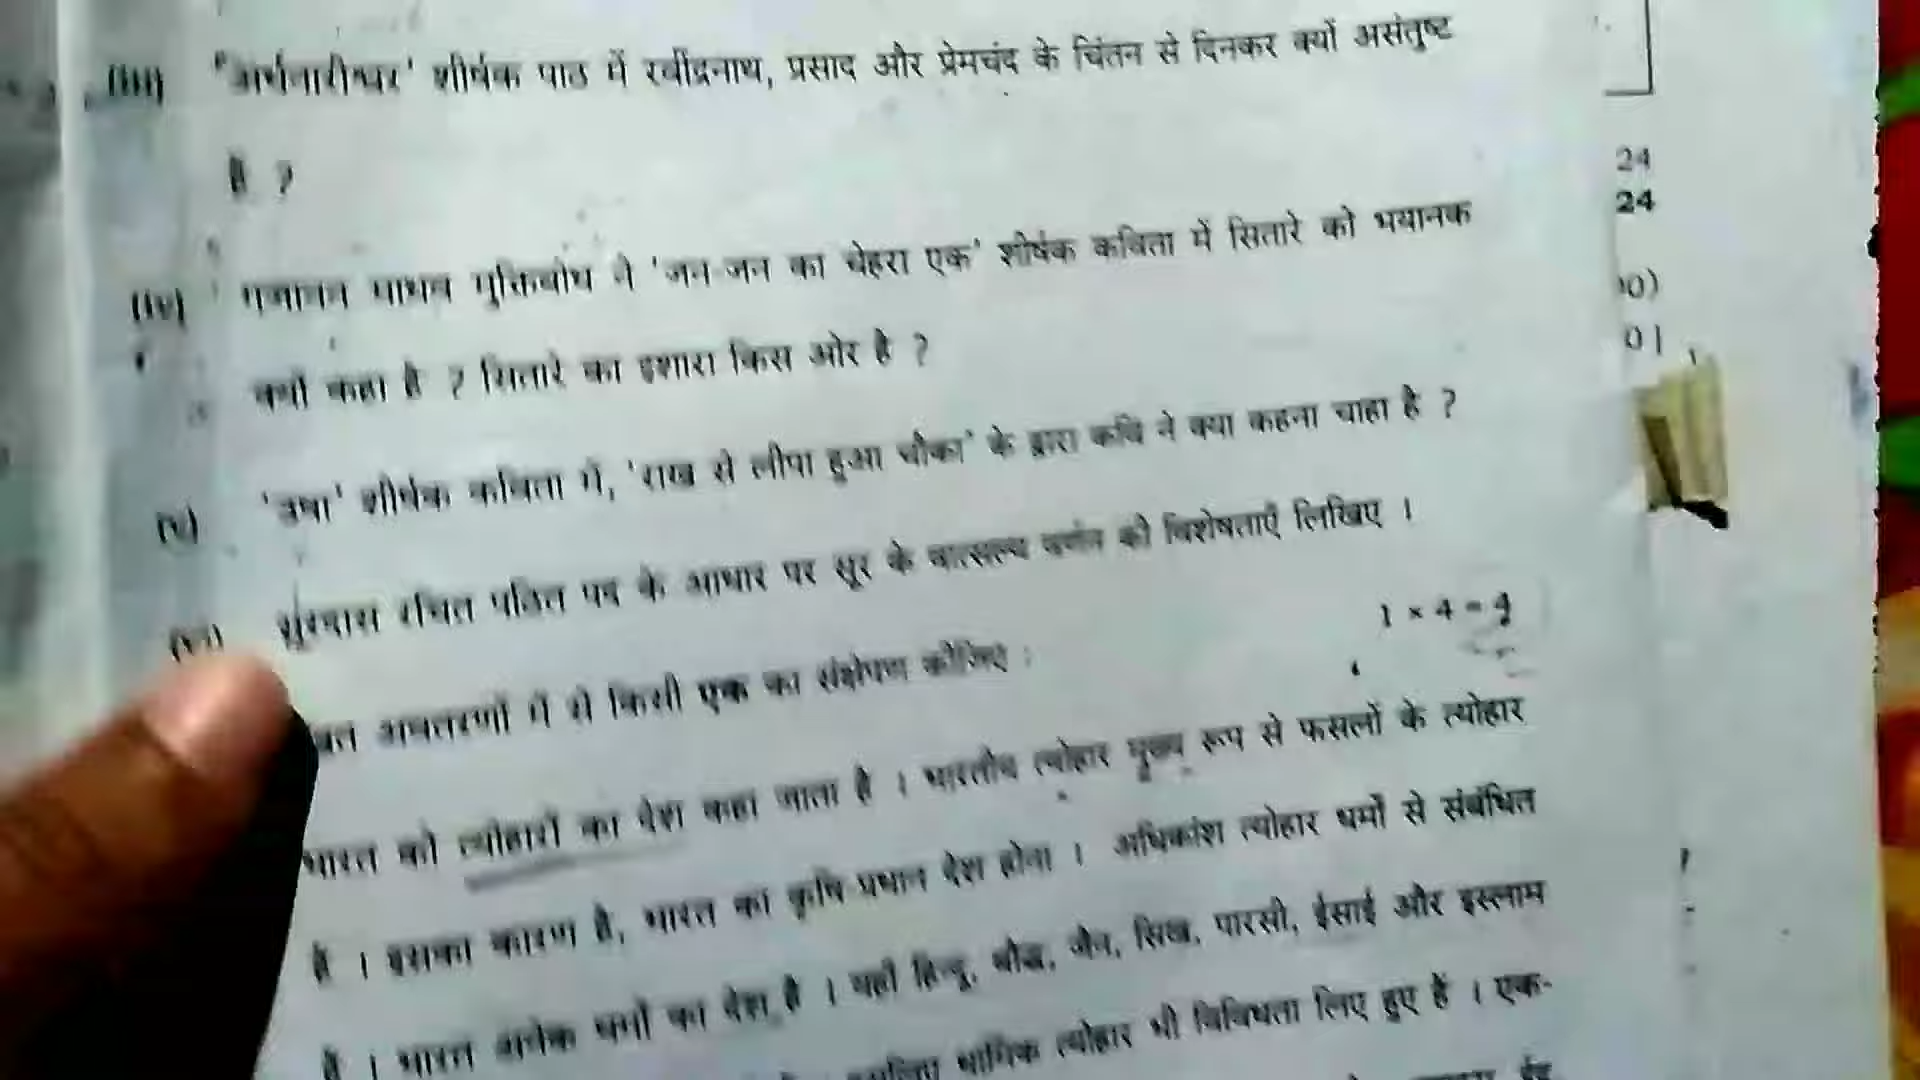 (iii) 'अर्धनारीश्वर' शीर्षक पाठ में रवींद्रनाथ, प्रसाद और प्रेमचंद के चिंतन से दिनकर क्यों असंतुष्ट
हैं ?
24
24
(iv) गजानन माधव मुक्तिबोध ने 'जन-जन का चेहरा एक' शीर्षक कविता में सितारे को भयानक
क्यों कहा है ? सितारे का इशारा किस ओर है ?
(v) 'उषा' शीर्षक कविता में, 'राख से लीपा हुआ चौका' के द्वारा कवि ने क्या कहना चाहा है ?
(vi) सूरदास रचित पठित पद के आधार पर सूर के वात्सल्य वर्णन की विशेषताएँ लिखिए ।
अवतरणों में से किसी एक का संक्षेपण कीजिए :
1 × 4 = 4
भारत को त्योहारों का देश कहा जाता है । भारतीय त्योहार मुख्य रूप से फसलों के त्योहार
हैं । इसका कारण है, भारत का कृषि-प्रधान देश होना । अधिकांश त्योहार धर्मों से संबंधित
हैं । भारत अनेक धर्मों का देश है । यहाँ हिन्दू, बौद्ध, जैन, सिख, पारसी, ईसाई और इस्लाम
धार्मिक त्योहार भी विविधता लिए हुए हैं । एक-